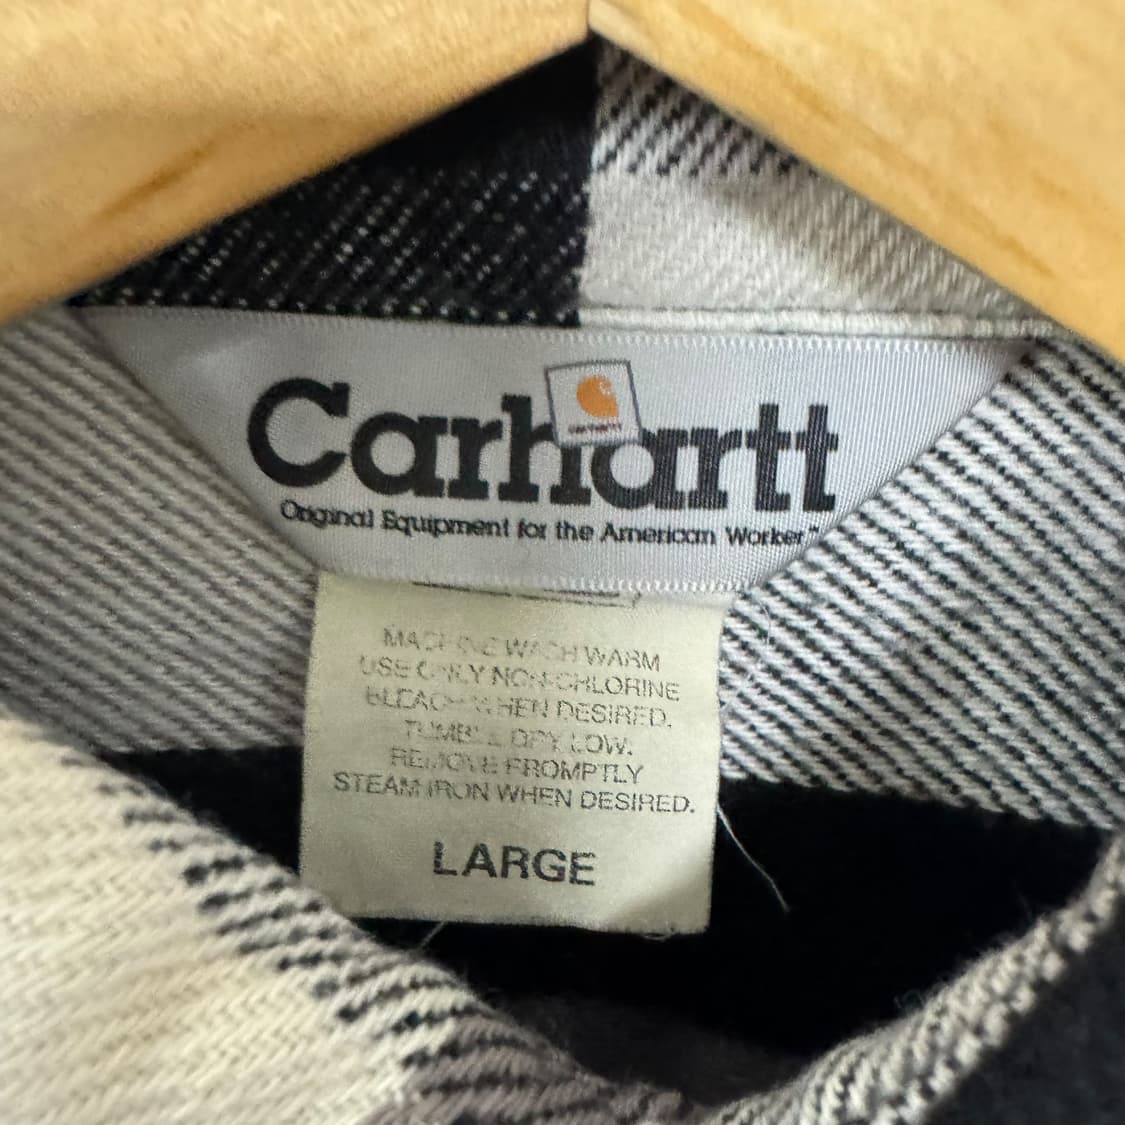 Carhartt
Original Equipment for the American Worker™
MACHINE WASH WARM
USE ONLY NON-CHLORINE
BLEACH WHEN DESIRED.
TUMBLE DRY LOW.
REMOVE PROMPTLY
STEAM IRON WHEN DESIRED.
LARGE